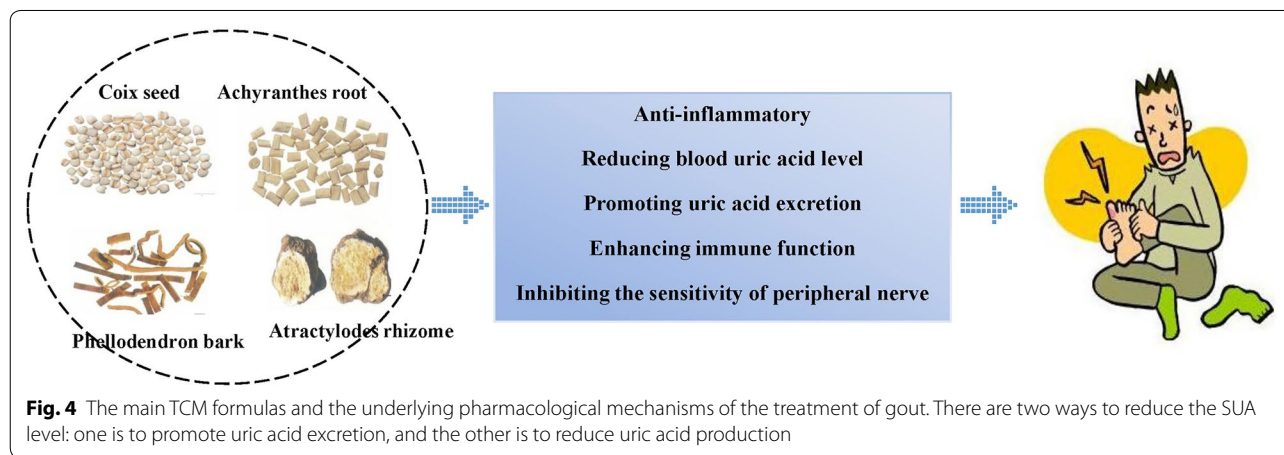 Coix seed
Achyranthes root
Phellodendron bark
Atractylodes rhizome
Anti-inflammatory
Reducing blood uric acid level
Promoting uric acid excretion
Enhancing immune function
Inhibiting the sensitivity of peripheral nerve
Fig. 4 The main TCM formulas and the underlying pharmacological mechanisms of the treatment of gout. There are two ways to reduce the SUA
level: one is to promote uric acid excretion, and the other is to reduce uric acid production